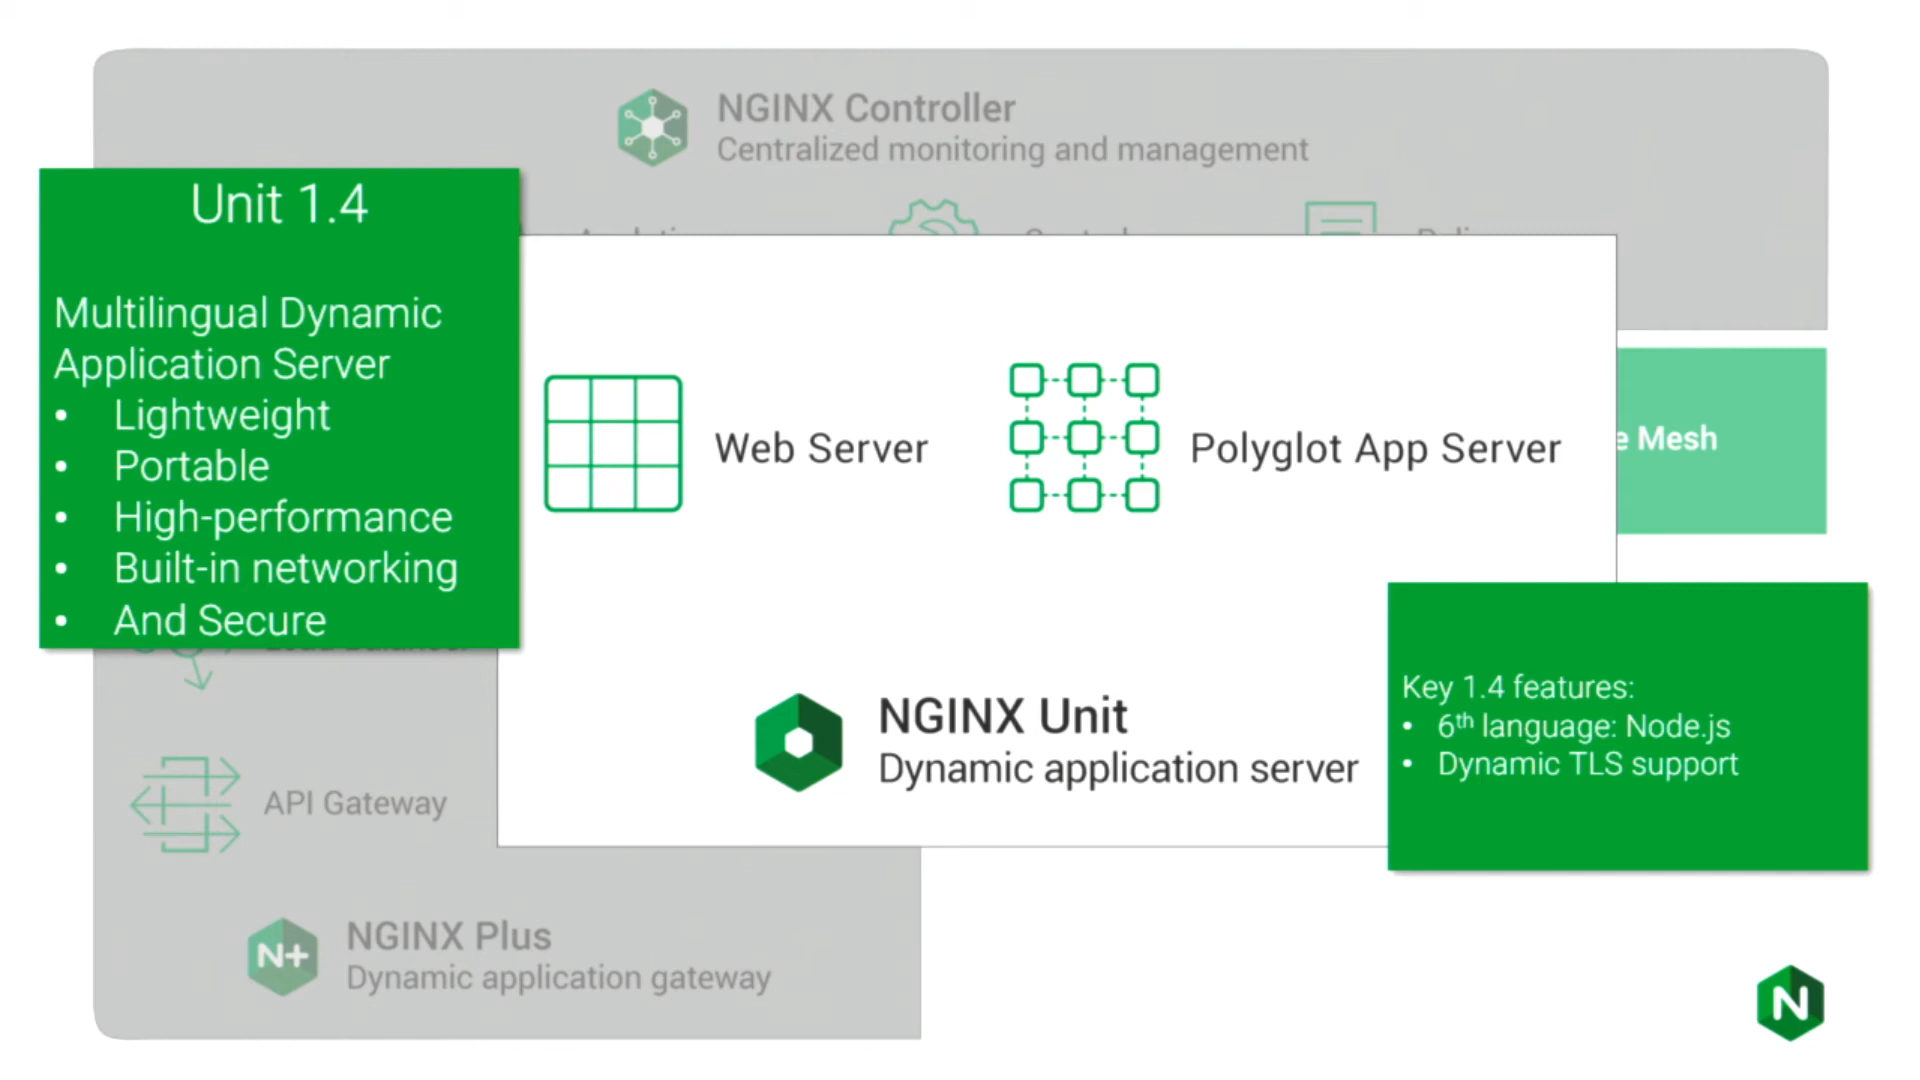 NGINX Controller
Centralized monitoring and management
Unit 1.4
Multilingual Dynamic
Application Server
• Lightweight
• Portable
• High-performance
• Built-in networking
• And Secure
Web Server
Polyglot App Server
Mesh
NGINX Unit
Dynamic application server
Key 1.4 features:
• 6th language: Node.js
• Dynamic TLS support
API Gateway
N+
NGINX Plus
Dynamic application gateway
N